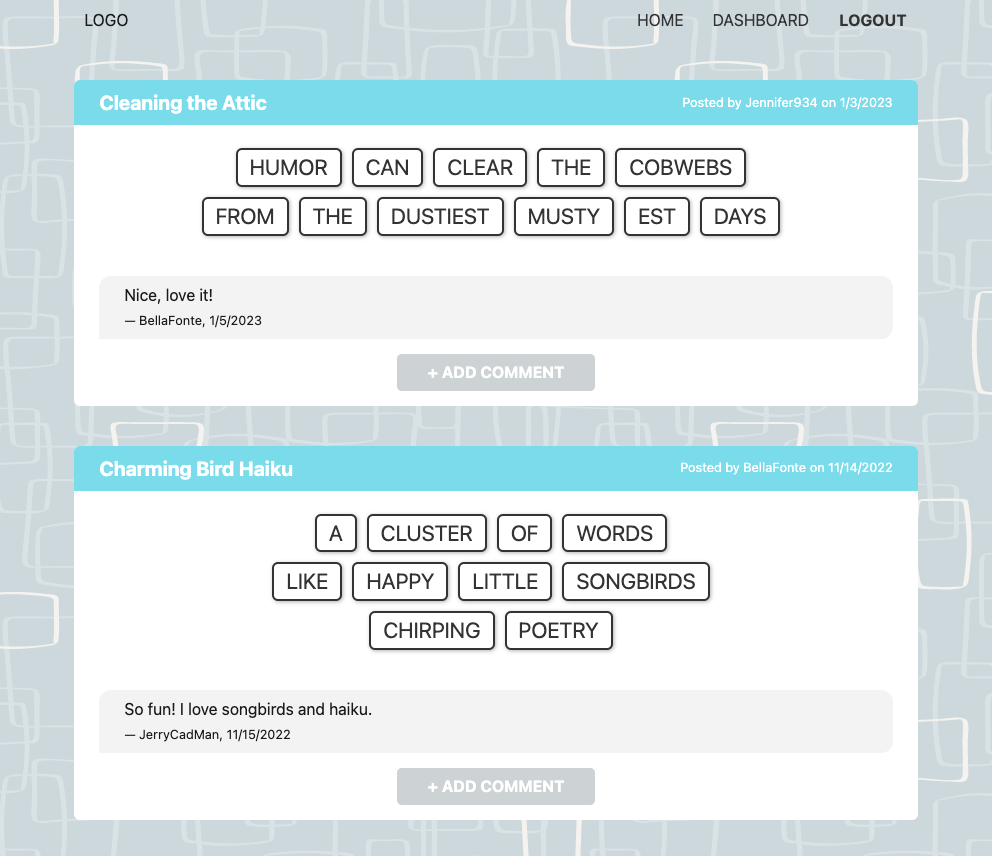 LOGO HOME DASHBOARD LOGOUT
Cleaning the Attic Posted by Jennifer934 on 1/3/2023
HUMOR CAN CLEAR THE COBWEBS
FROM THE DUSTIEST MUSTY EST DAYS
Nice, love it!
— BellaFonte, 1/5/2023
+ ADD COMMENT
Charming Bird Haiku Posted by BellaFonte on 11/14/2022
A CLUSTER OF WORDS
LIKE HAPPY LITTLE SONGBIRDS
CHIRPING POETRY
So fun! I love songbirds and haiku.
— JerryCadMan, 11/15/2022
+ ADD COMMENT